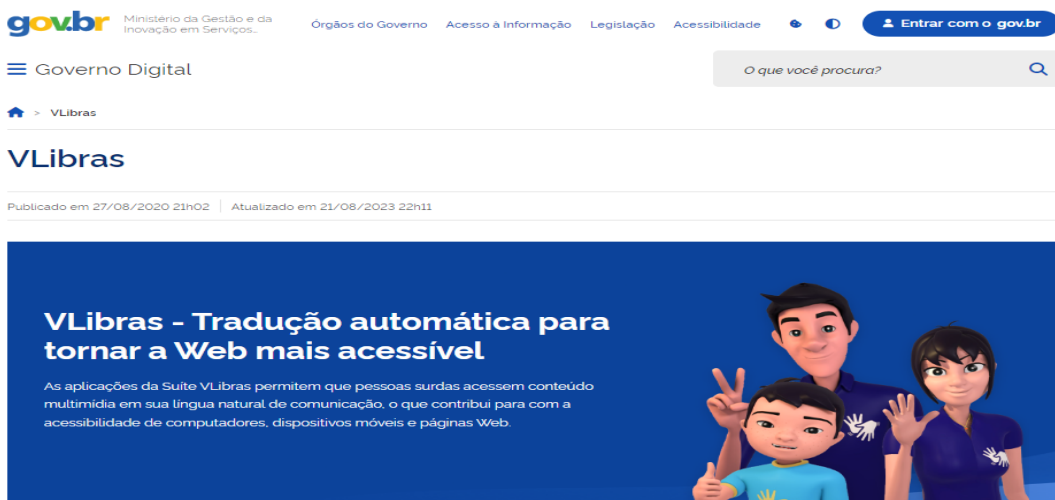 gov.br
Ministério da Gestão e da
Inovação em Serviços...
Órgãos do Governo Acesso à Informação Legislação Acessibilidade
Entrar com o gov.br
Governo Digital
O que você procura?
> VLibras
VLibras
Publicado em 27/08/2020 21h02 | Atualizado em 21/08/2023 22h11
VLibras - Tradução automática para
tornar a Web mais acessível
As aplicações da Suíte VLibras permitem que pessoas surdas acessem conteúdo
multimídia em sua língua natural de comunicação, o que contribui para com a
acessibilidade de computadores, dispositivos móveis e páginas Web.